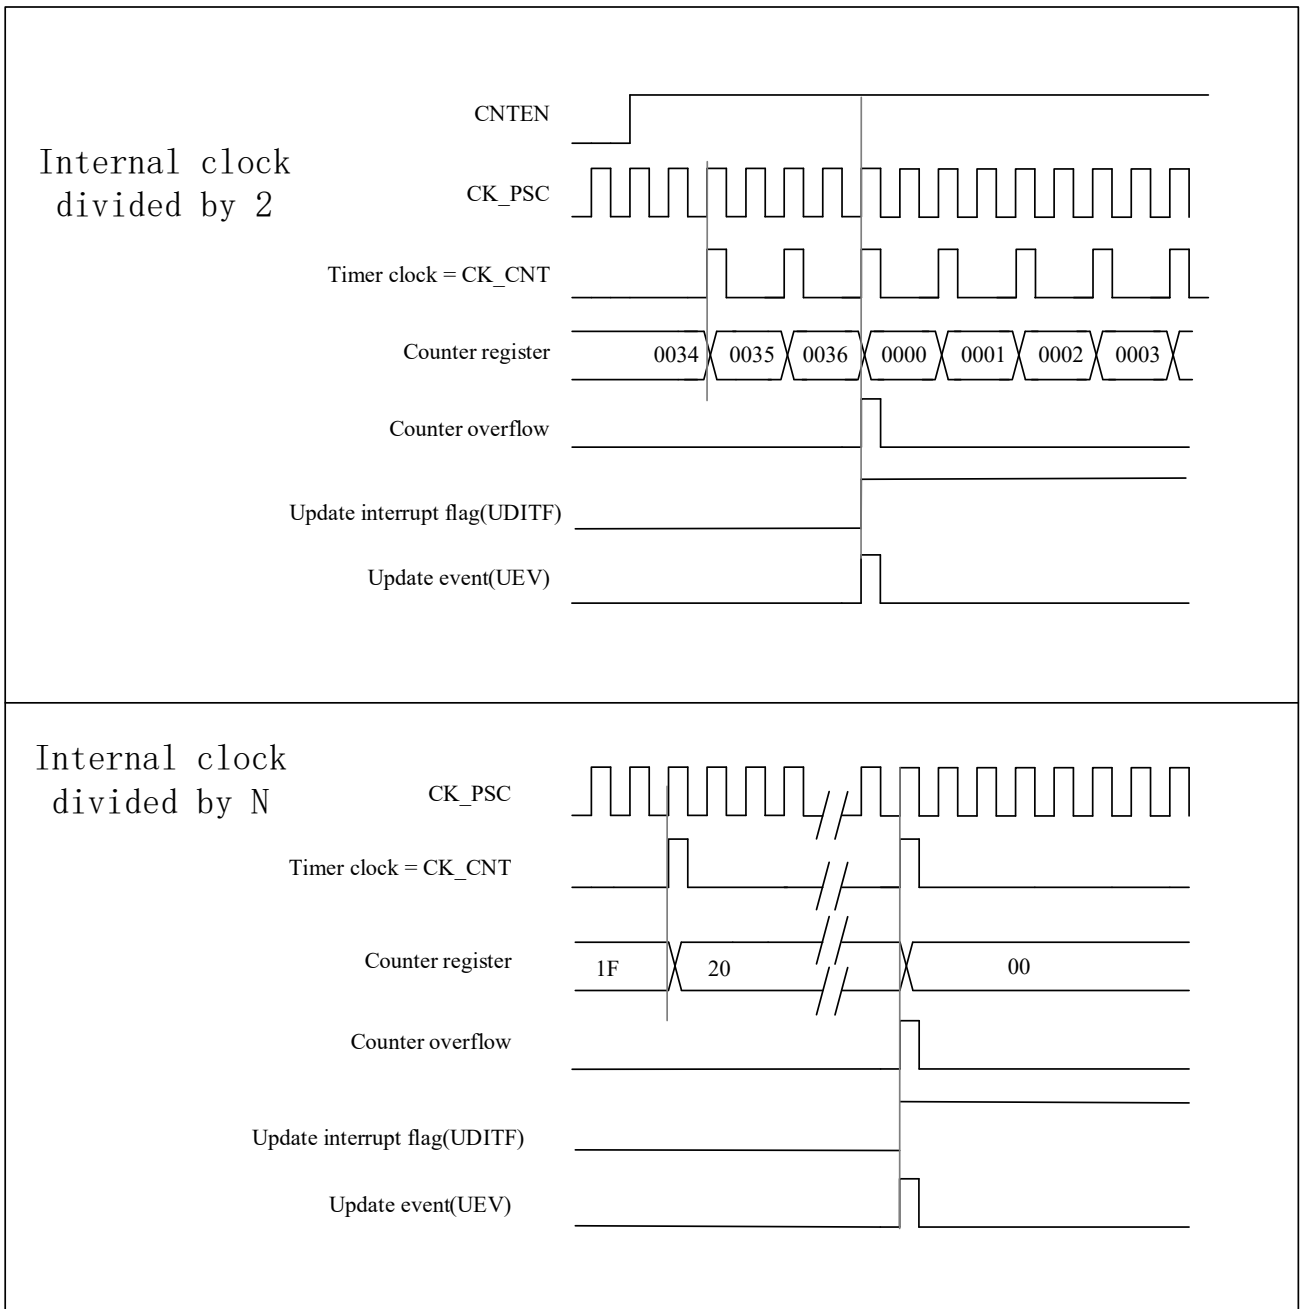 Internal clock
divided by 2
CNTEN
CK_PSC
Timer clock = CK_CNT
Counter register
0034 0035 0036 0000 0001 0002 0003
Counter overflow
Update interrupt flag(UDITF)
Update event(UEV)
Internal clock
divided by N
CK_PSC
Timer clock = CK_CNT
Counter register
1F 20 00
Counter overflow
Update interrupt flag(UDITF)
Update event(UEV)